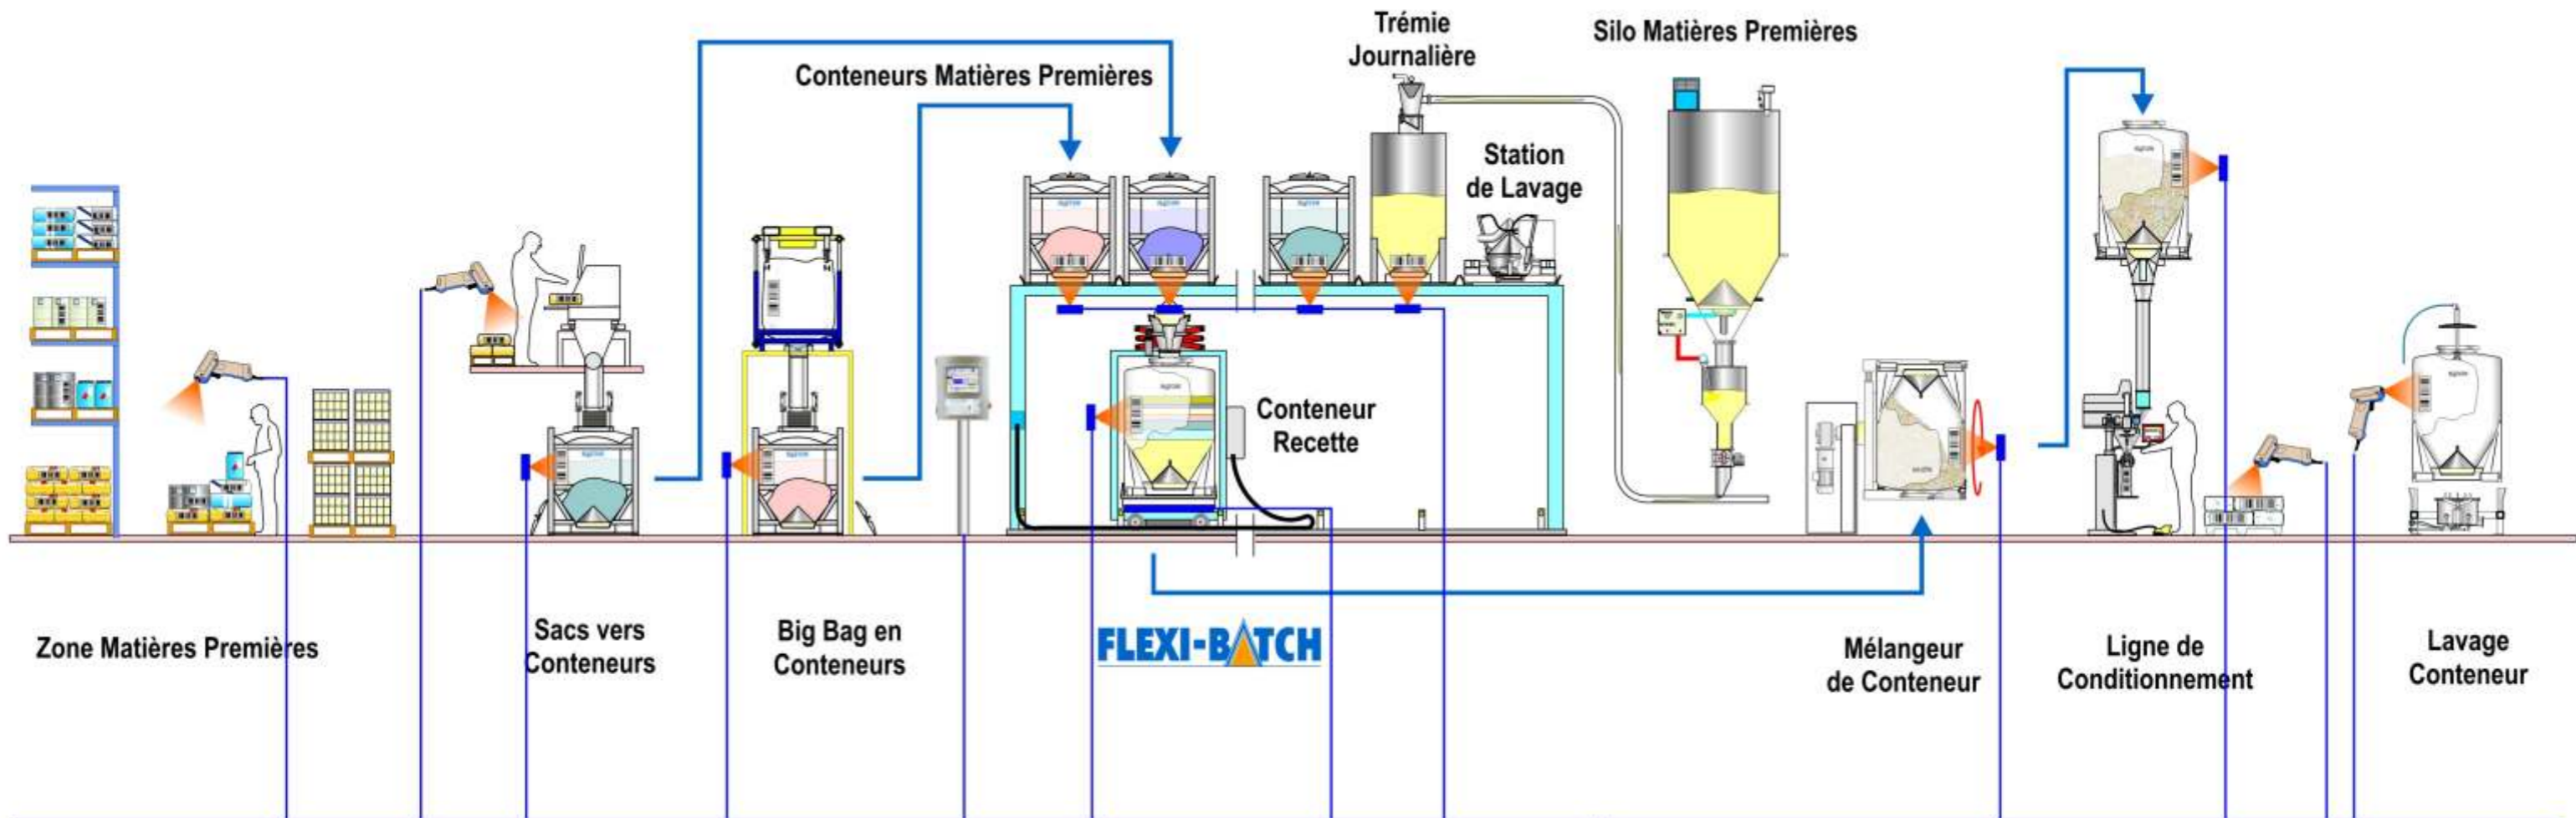 Trémie
Journalière
Silo Matières Premières
Conteneurs Matières Premières
Station
de Lavage
Conteneur
Recette
Zone Matières Premières
Sacs vers
Conteneurs
Big Bag en
Conteneurs
FLEXI-BATCH
Mélangeur
de Conteneur
Ligne de
Conditionnement
Lavage
Conteneur